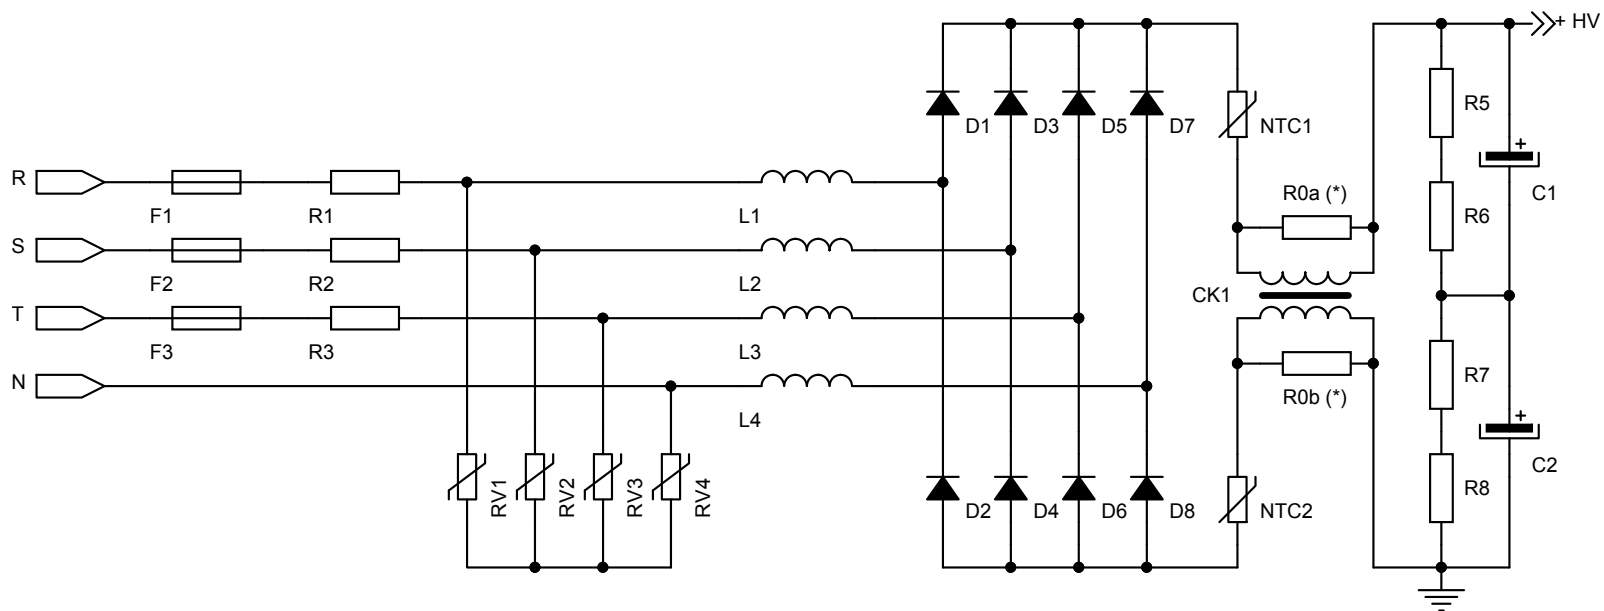 + HV
R5
D1
D3
D5
D7
NTC1
+
R
R0a (*)
C1
F1
R1
L1
R6
S
F2
R2
L2
CK1
T
F3
R3
L3
R7
N
R0b (*)
+
L4
C2
RV1
RV2
RV3
RV4
R8
D2
D4
D6
D8
NTC2